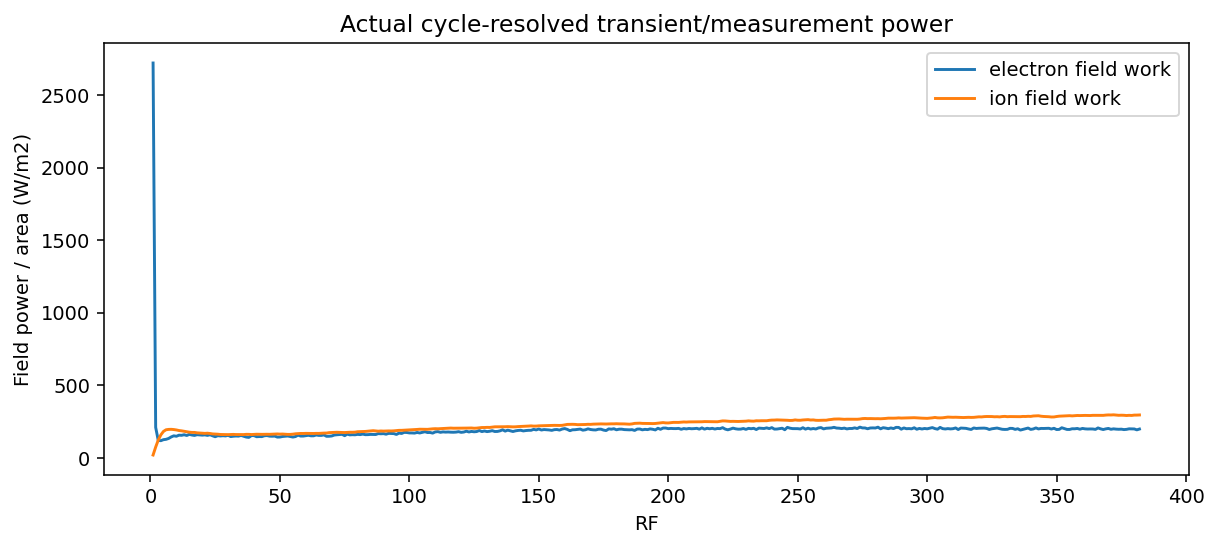 Actual cycle-resolved transient/measurement power
electron field work
ion field work
Field power / area (W/m2)
2500
2000
1500
1000
500
0
0 50 100 150 200 250 300 350 400
RF